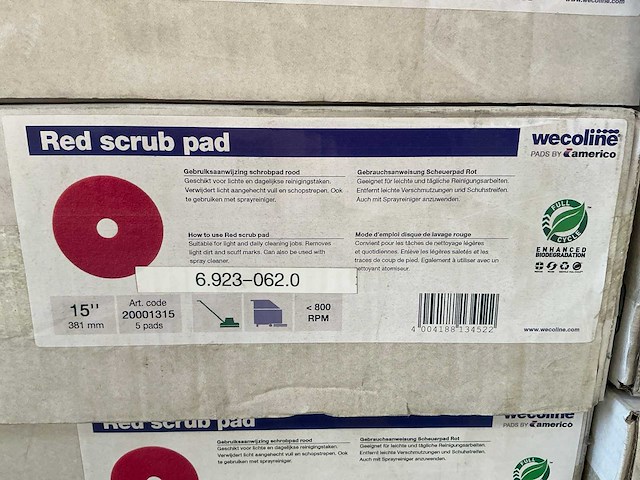 www.wecoline.com
Red scrub pad
wecoline
PADS BY americo
Gebruiksaanwijzing schrobpad rood
Geschikt voor lichte en dagelijkse reinigingstaken.
Verwijdert licht aangehecht vuil en schopstrepen. Ook
te gebruiken met sprayreiniger.
Gebrauchsanweisung Scheuerpad Rot
Geeignet für leichte und tägliche Reinigungsarbeiten.
Entfernt leichte Verschmutzungen und Schuhstreifen.
Auch mit Sprayreiniger anzuwenden.
How to use Red scrub pad
Suitable for light and daily cleaning jobs. Removes
light dirt and scuff marks. Can also be used with
spray cleaner.
Mode d'emploi disque de lavage rouge
Convient pour les tâches de nettoyage légères
et quotidiennes. Enlève les légères saletés et les
traces de coup de pied. Egalement à utiliser avec un
nettoyant atomiseur.
FULL CYCLE
ENHANCED
BIODEGRADATION
6.923-062.0
15"
381 mm
Art. code
20001315
5 pads
< 800
RPM
4 004188 134522
www.wecoline.com
Red scrub pad
wecoline
PADS BY americo
Gebruiksaanwijzing schrobpad rood
Geschikt voor lichte en dagelijkse reinigingstaken.
Verwijdert licht aangehecht vuil en schopstrepen. Ook
te gebruiken met sprayreiniger.
Gebrauchsanweisung Scheuerpad Rot
Geeignet für leichte und tägliche Reinigungsarbeiten.
Entfernt leichte Verschmutzungen und Schuhstreifen.
Auch mit Sprayreiniger anzuwenden.
FULL